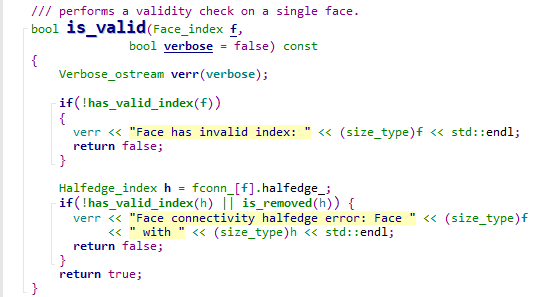 /// performs a validity check on a single face.
bool is_valid(Face_index f,
bool verbose = false) const
{
Verbose_ostream verr(verbose);
if(!has_valid_index(f))
{
verr << "Face has invalid index: " << (size_type)f << std::endl;
return false;
}
Halfedge_index h = fconn_[f].halfedge_;
if(!has_valid_index(h) || is_removed(h)) {
verr << "Face connectivity halfedge error: Face " << (size_type)f
<< " with " << (size_type)h << std::endl;
return false;
}
return true;
}